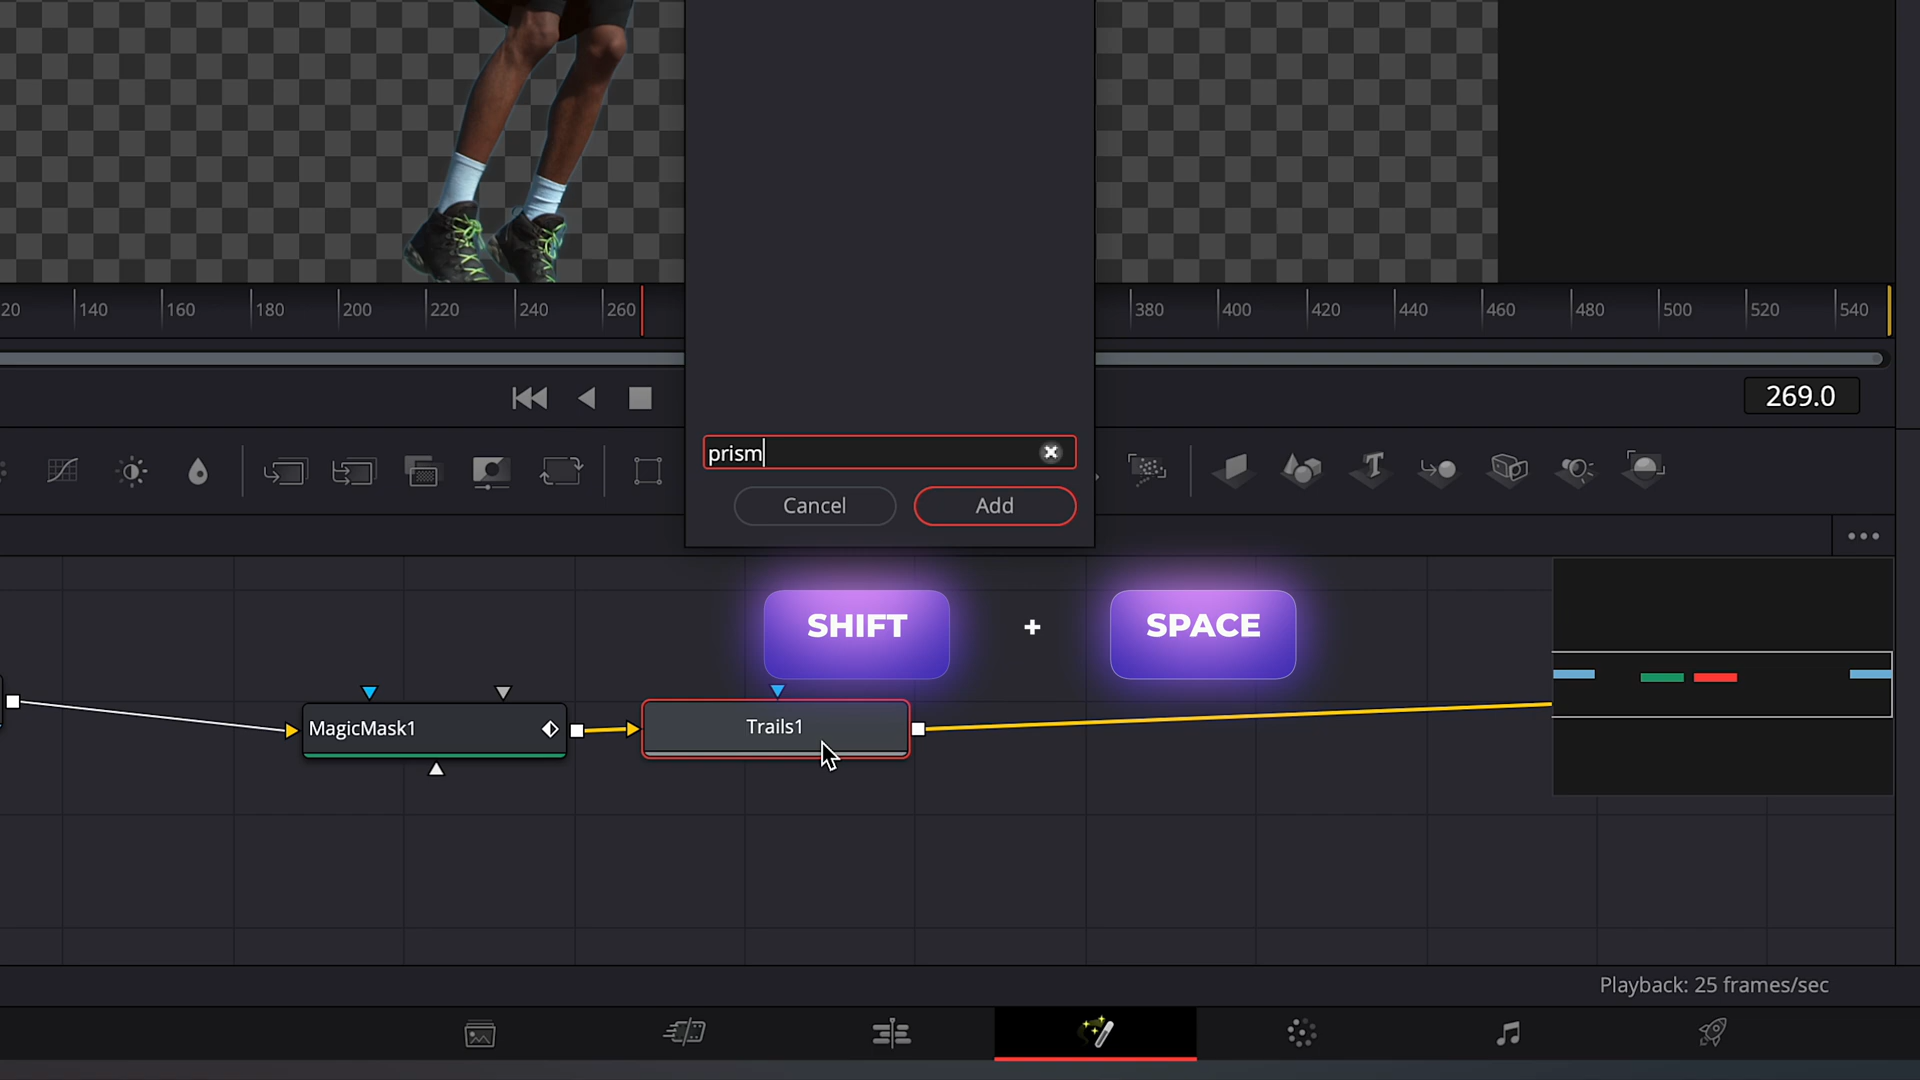 20 140 160 180 200 220 240 260 380 400 420 440 460 480 500 520 540
269.0
prism
Cancel Add
SHIFT + SPACE
MagicMask1 Trails1
Playback: 25 frames/sec